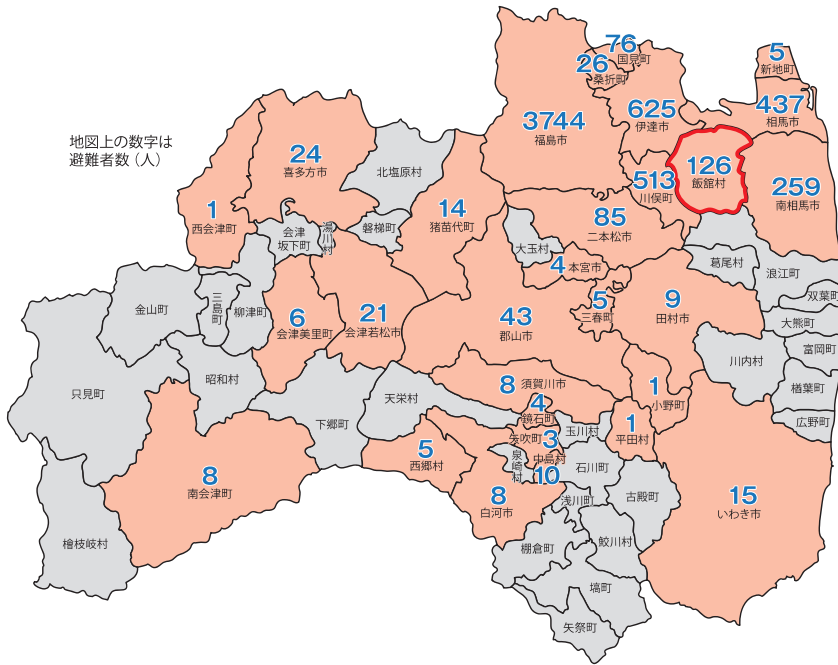 地図上の数字は
避難者数（人）
76
国見町
26
桑折町
5
新地町
3744
福島市
625
伊達市
437
相馬市
24
喜多方市
北塩原村
126
飯舘村
513
川俣町
259
南相馬市
1
西会津町
14
猪苗代町
85
二本松市
会津
坂下町
湯川村
磐梯町
大玉村
4
本宮市
葛尾村
浪江町
双葉町
金山町
三島町
柳津町
6
会津美里町
21
会津若松市
43
郡山市
5
三春町
9
田村市
大熊町
富岡町
川内村
楢葉町
只見町
昭和村
下郷町
天栄村
8
須賀川市
1
小野町
広野町
4
鏡石町
矢吹町
3
中島村
玉川村
1
平田村
8
南会津町
5
西郷村
泉崎村
10
石川町
8
白河市
浅川町
古殿町
15
いわき市
檜枝岐村
棚倉町
鮫川村
塙町
矢祭町